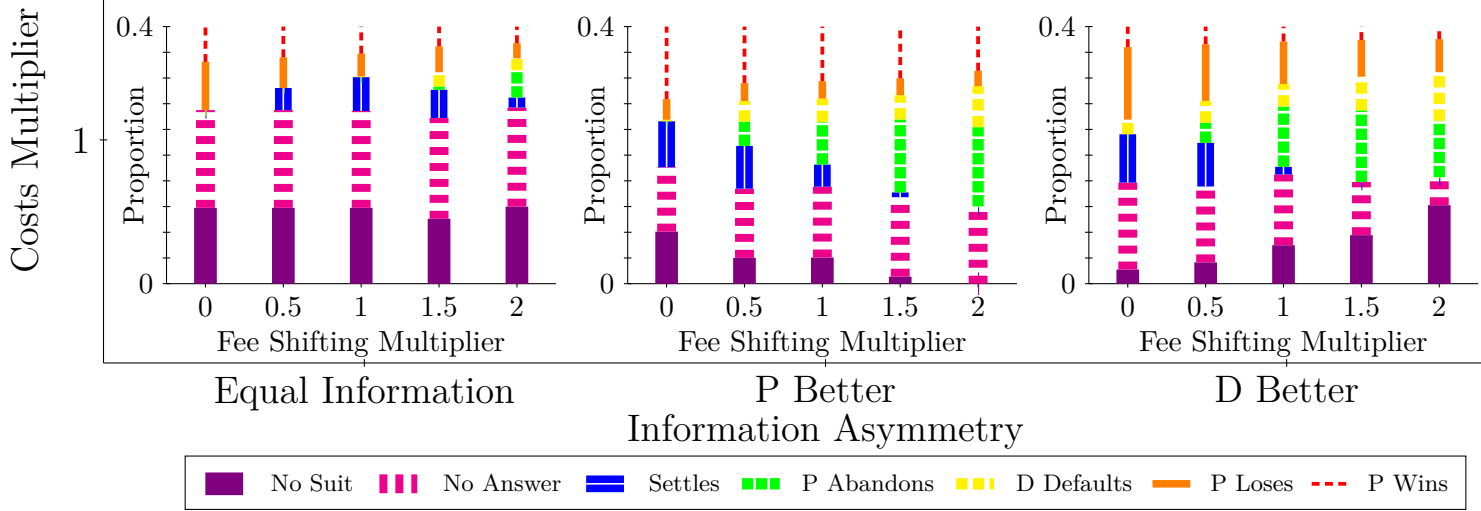 Costs Multiplier
1
0.4
Proportion
0
0 0.5 1 1.5 2
Fee Shifting Multiplier
0.4
Proportion
0
0 0.5 1 1.5 2
Fee Shifting Multiplier
0.4
Proportion
0
0 0.5 1 1.5 2
Fee Shifting Multiplier
Equal Information P Better D Better
Information Asymmetry
No Suit No Answer Settles P Abandons D Defaults P Loses P Wins